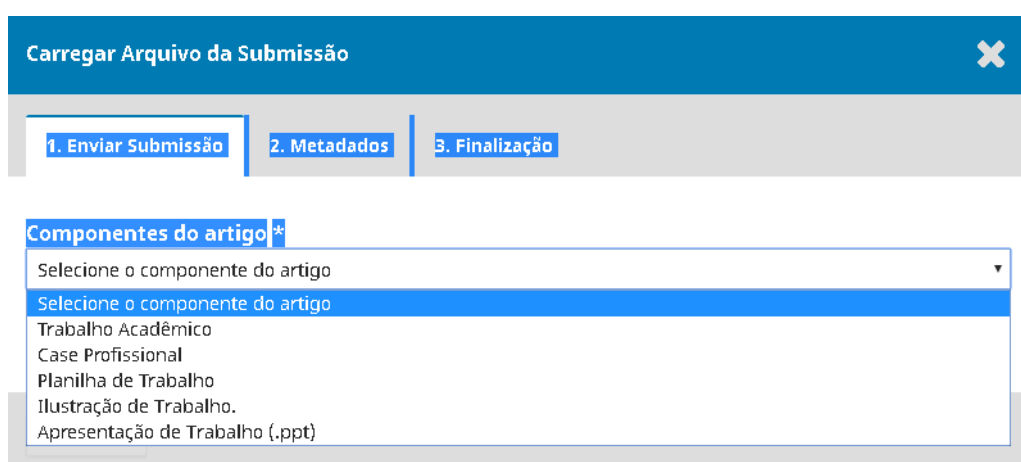 Carregar Arquivo da Submissão
1. Enviar Submissão 2. Metadados 3. Finalização
Componentes do artigo *
Selecione o componente do artigo
Selecione o componente do artigo
Trabalho Acadêmico
Case Profissional
Planilha de Trabalho
Ilustração de Trabalho.
Apresentação de Trabalho (.ppt)